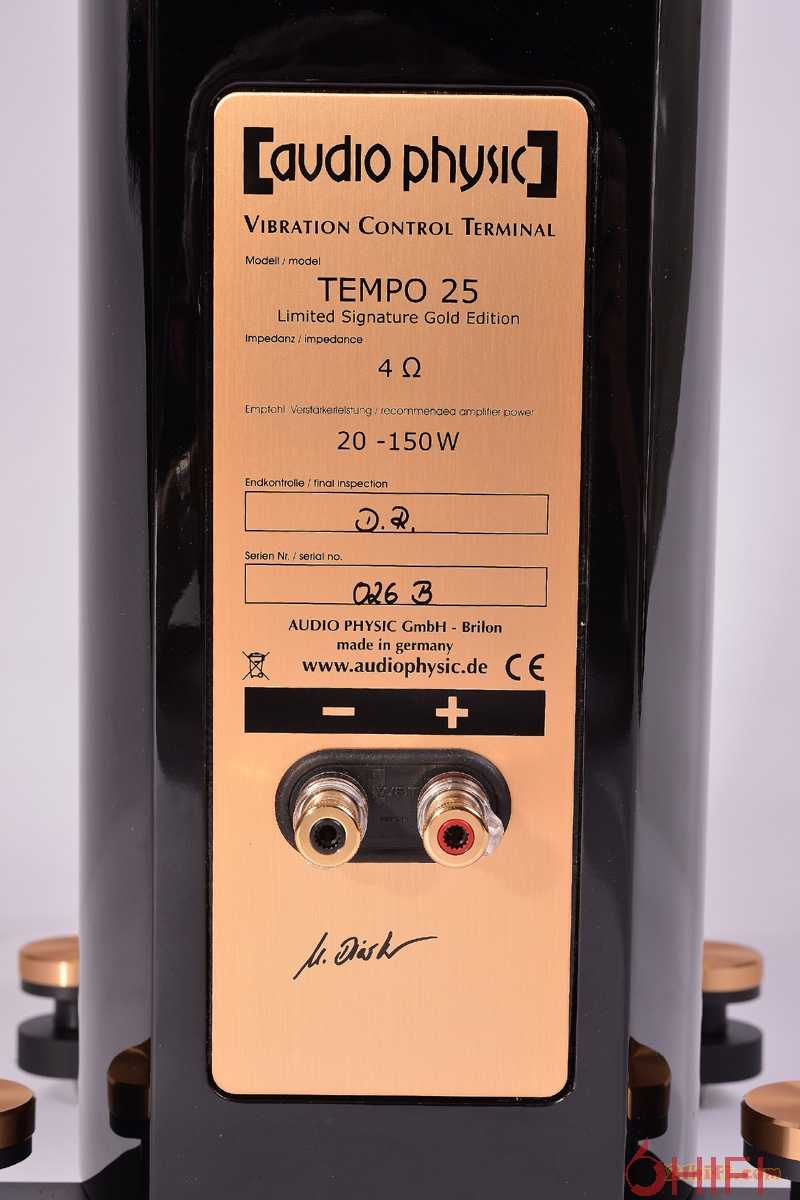 [audio physic]
VIBRATION CONTROL TERMINAL
Modell / model
TEMPO 25
Limited Signature Gold Edition
Impedanz / impedance
4 Ω
Empfohl. Verstärkerleistung / recommended amplifier power
20 -150W
Endkontrolle / final inspection
D.R.
Serien Nr. / serial no.
026 B
AUDIO PHYSIC GmbH - Brilon
made in germany
www.audiophysic.de CE
− +
WBT
HIFI